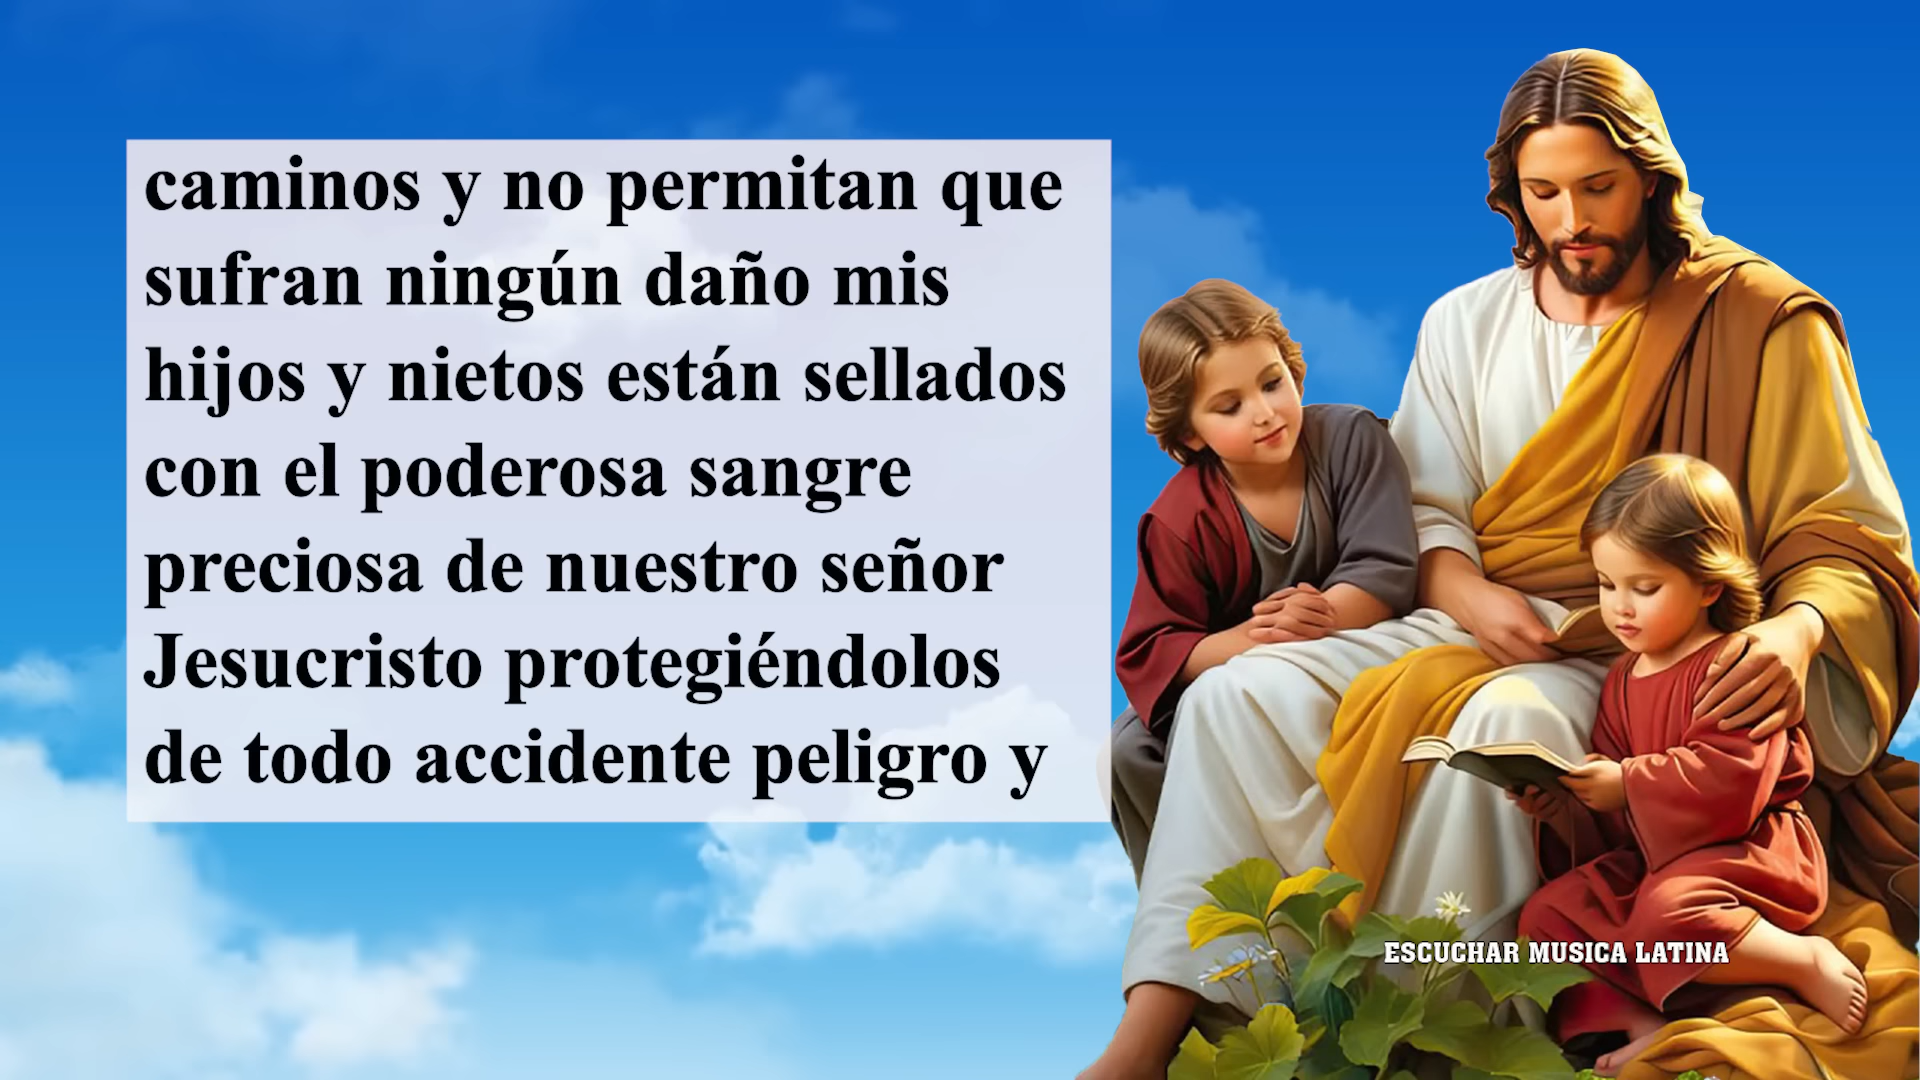 caminos y no permitan que
sufran ningún daño mis
hijos y nietos están sellados
con el poderosa sangre
preciosa de nuestro señor
Jesucristo protegiéndolos
de todo accidente peligro y
ESCUCHAR MUSICA LATINA